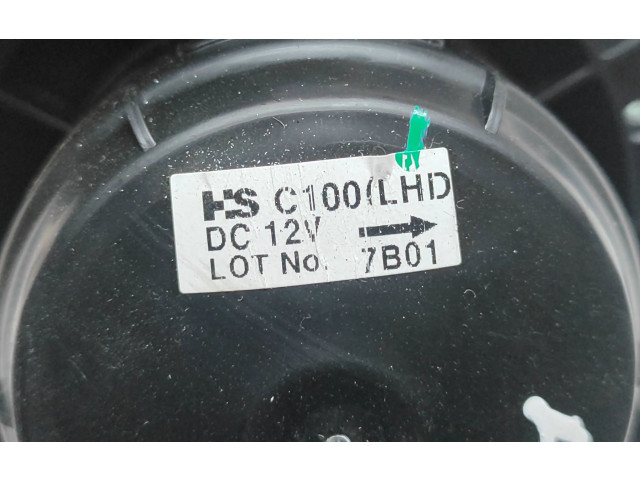 HS C100(LHD
DC 12V
LOT No. 7B01